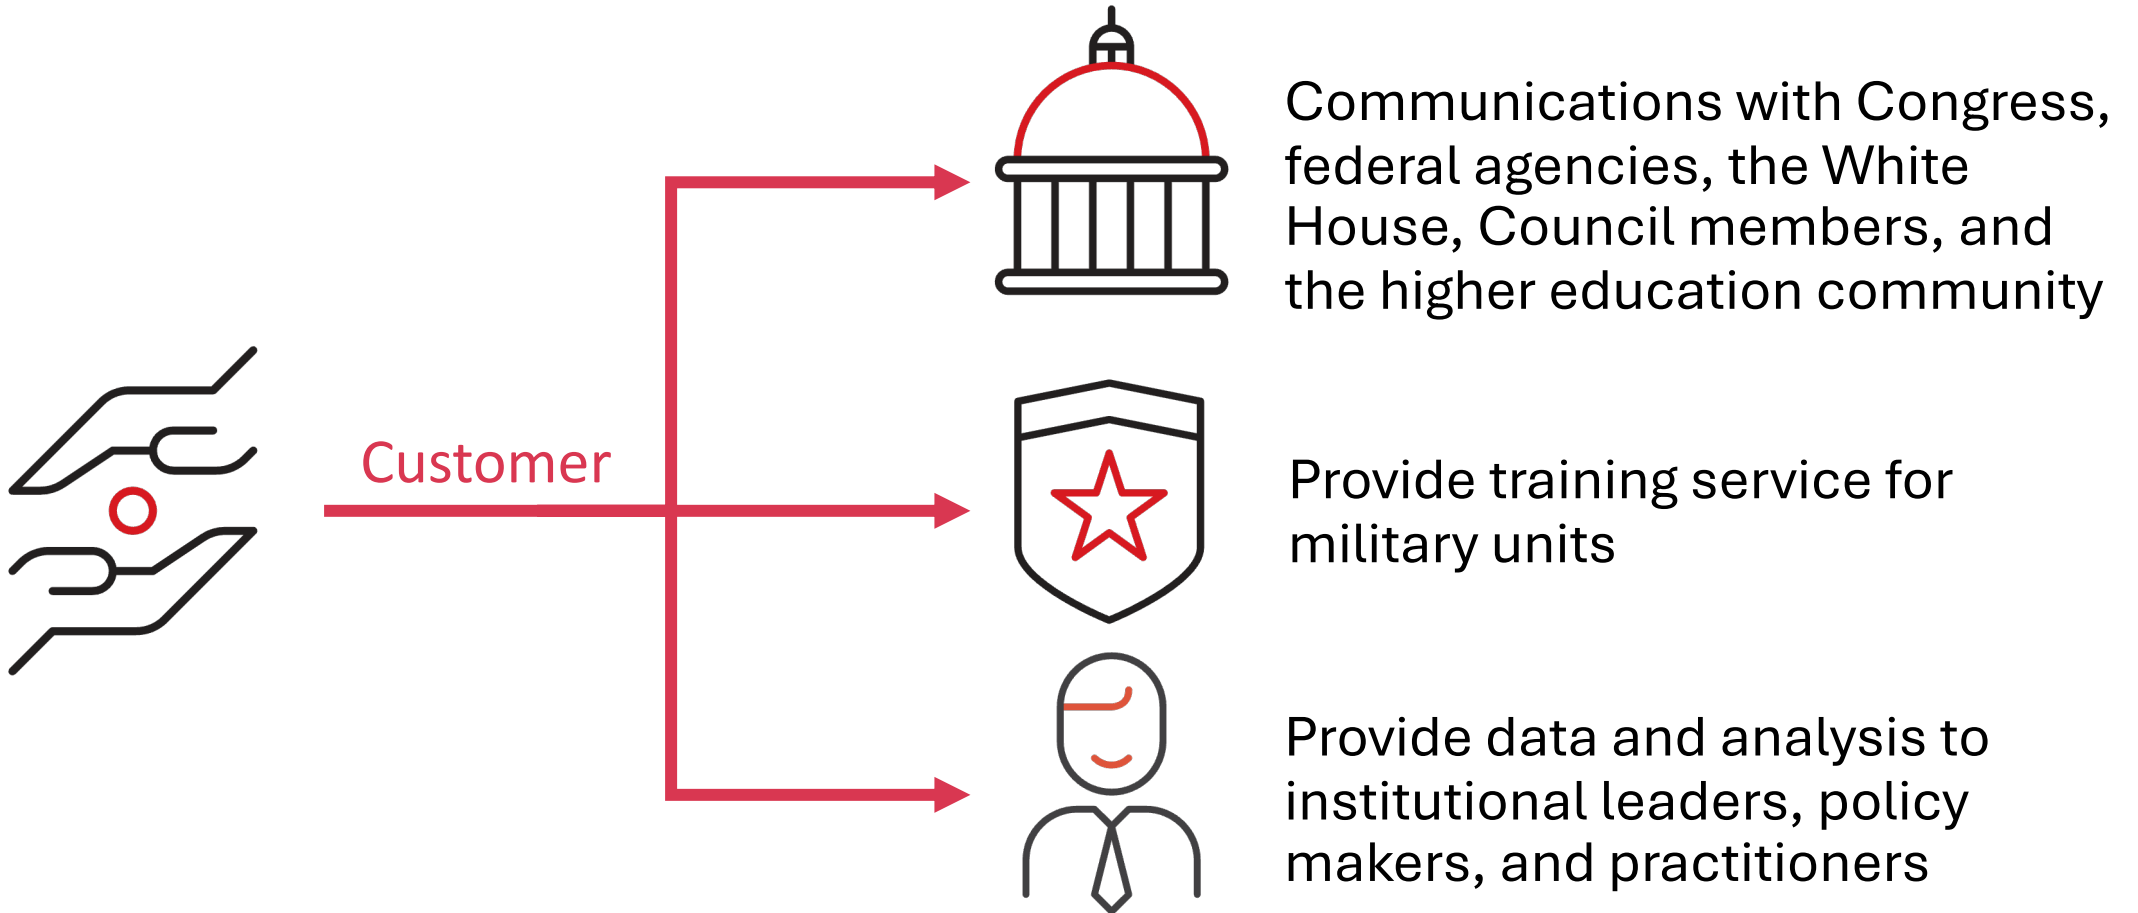 Customer
Communications with Congress,
federal agencies, the White
House, Council members, and
the higher education community
Provide training service for
military units
Provide data and analysis to
institutional leaders, policy
makers, and practitioners